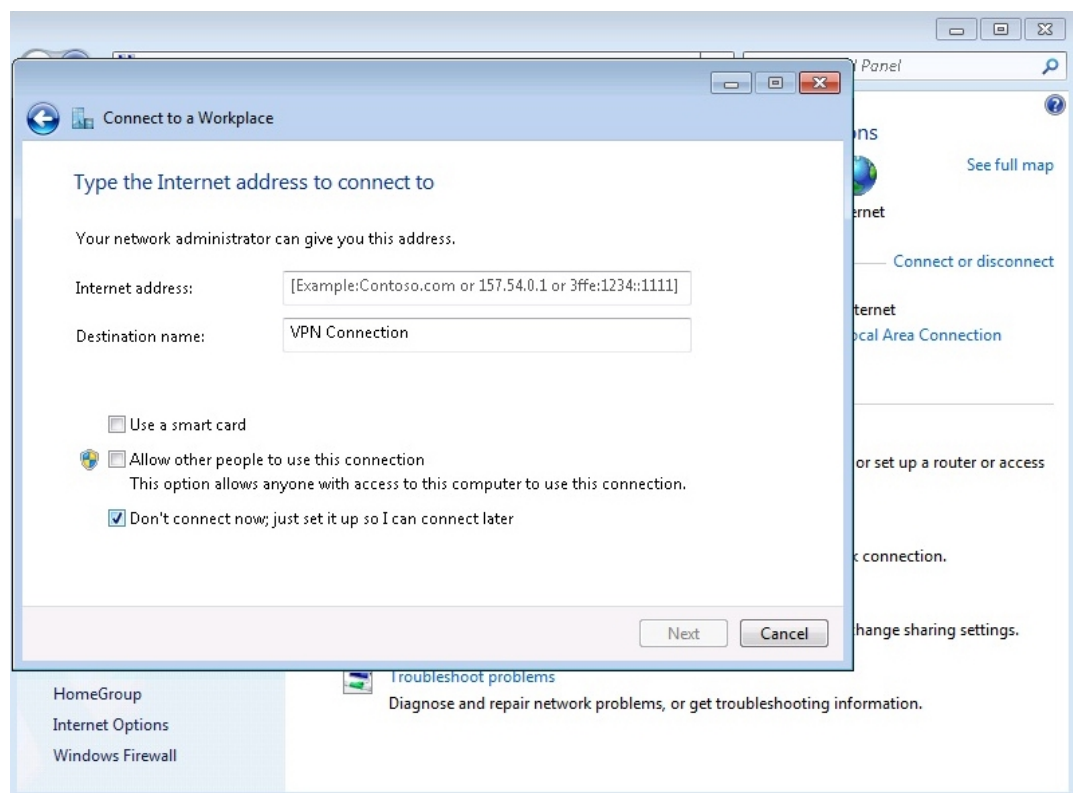 l Panel
Connect to a Workplace
Type the Internet address to connect to
Your network administrator can give you this address.
Internet address:
[Example:Contoso.com or 157.54.0.1 or 3ffe:1234::1111]
Destination name:
VPN Connection
Use a smart card
Allow other people to use this connection
This option allows anyone with access to this computer to use this connection.
Don't connect now; just set it up so I can connect later
Next
Cancel
ons
See full map
ernet
Connect or disconnect
ternet
ocal Area Connection
or set up a router or access
connection.
hange sharing settings.
Troubleshoot problems
Diagnose and repair network problems, or get troubleshooting information.
HomeGroup
Internet Options
Windows Firewall